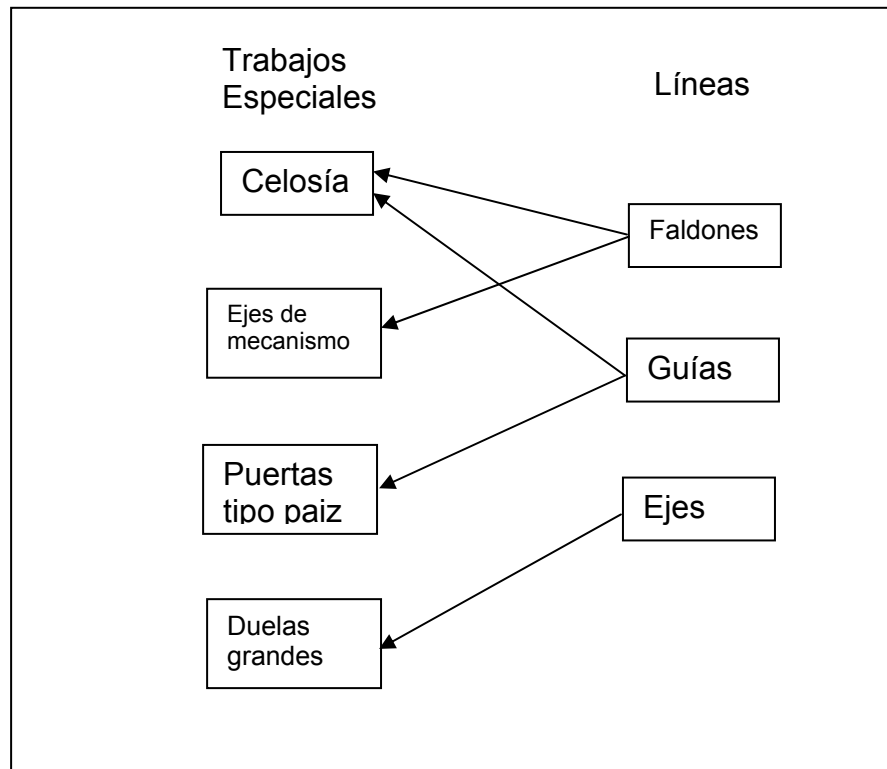 Trabajos
Especiales
Líneas
Celosía
Faldones
Ejes de
mecanismo
Guías
Puertas
tipo paiz
Ejes
Duelas
grandes